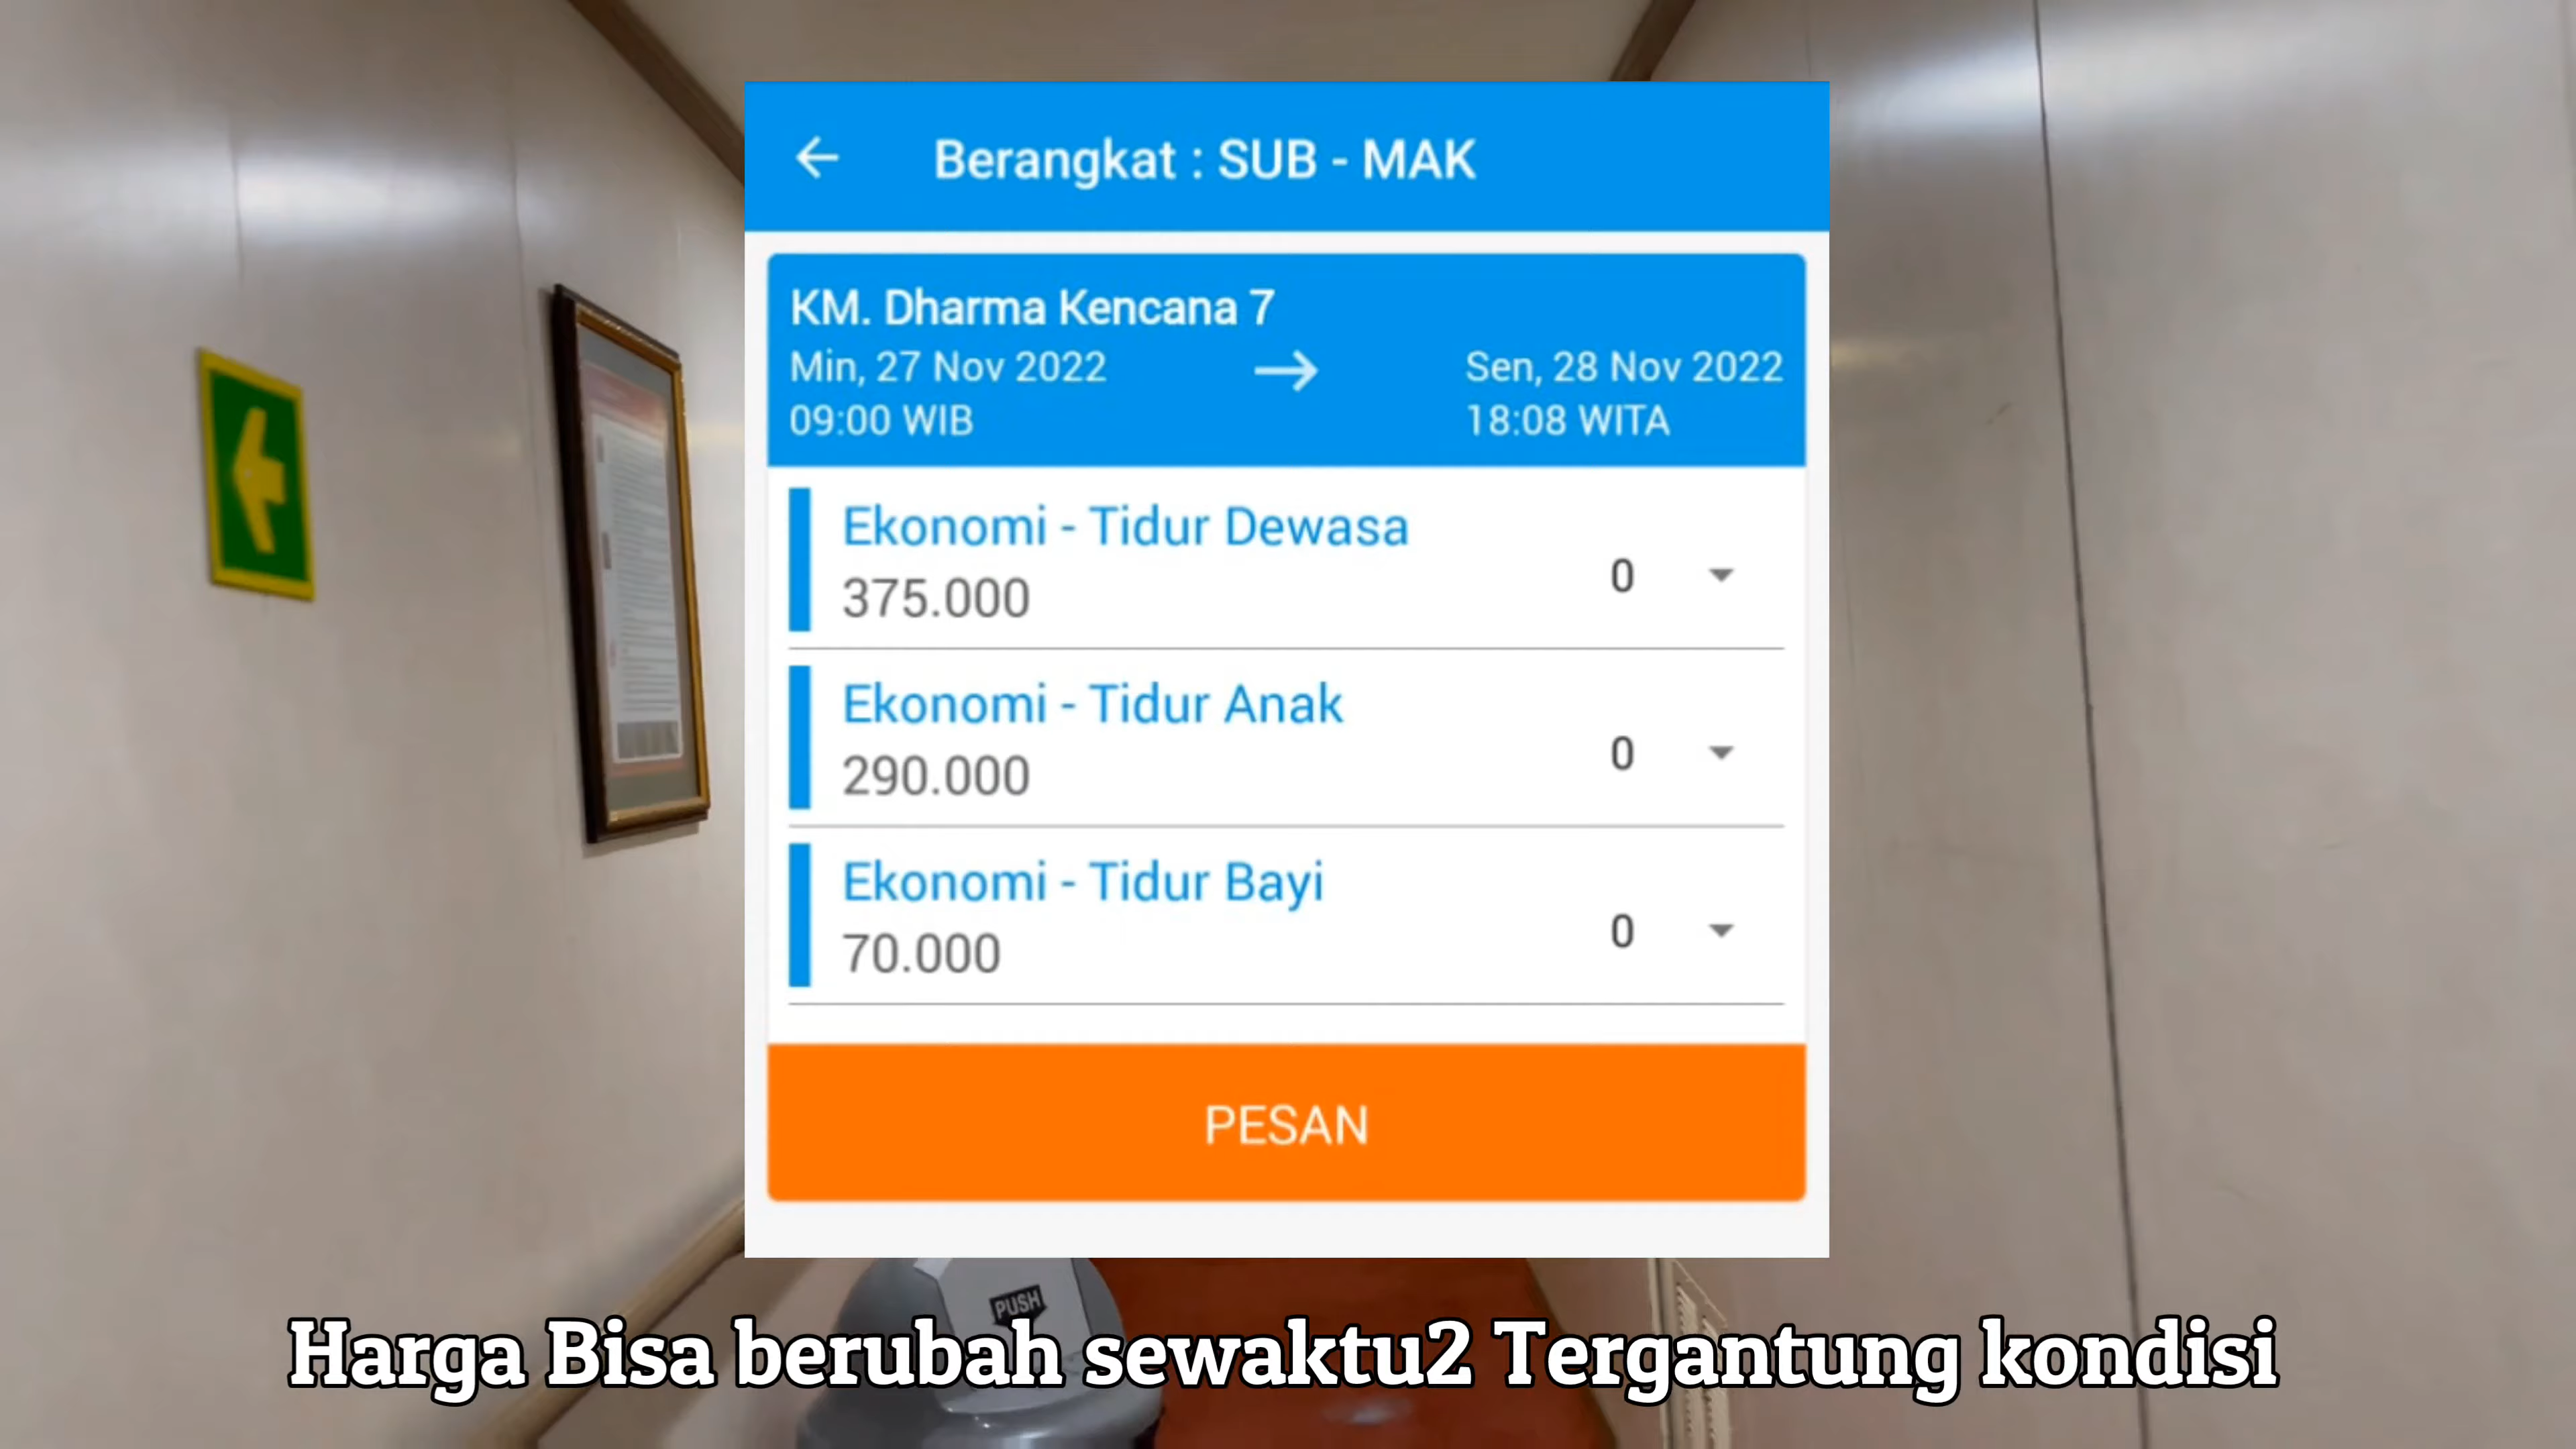 Berangkat : SUB - MAK
KM. Dharma Kencana 7
Min, 27 Nov 2022 → Sen, 28 Nov 2022
09:00 WIB 18:08 WITA
Ekonomi - Tidur Dewasa
375.000 0
Ekonomi - Tidur Anak
290.000 0
Ekonomi - Tidur Bayi
70.000 0
PESAN
PUSH
Harga Bisa berubah sewaktu2 Tergantung kondisi